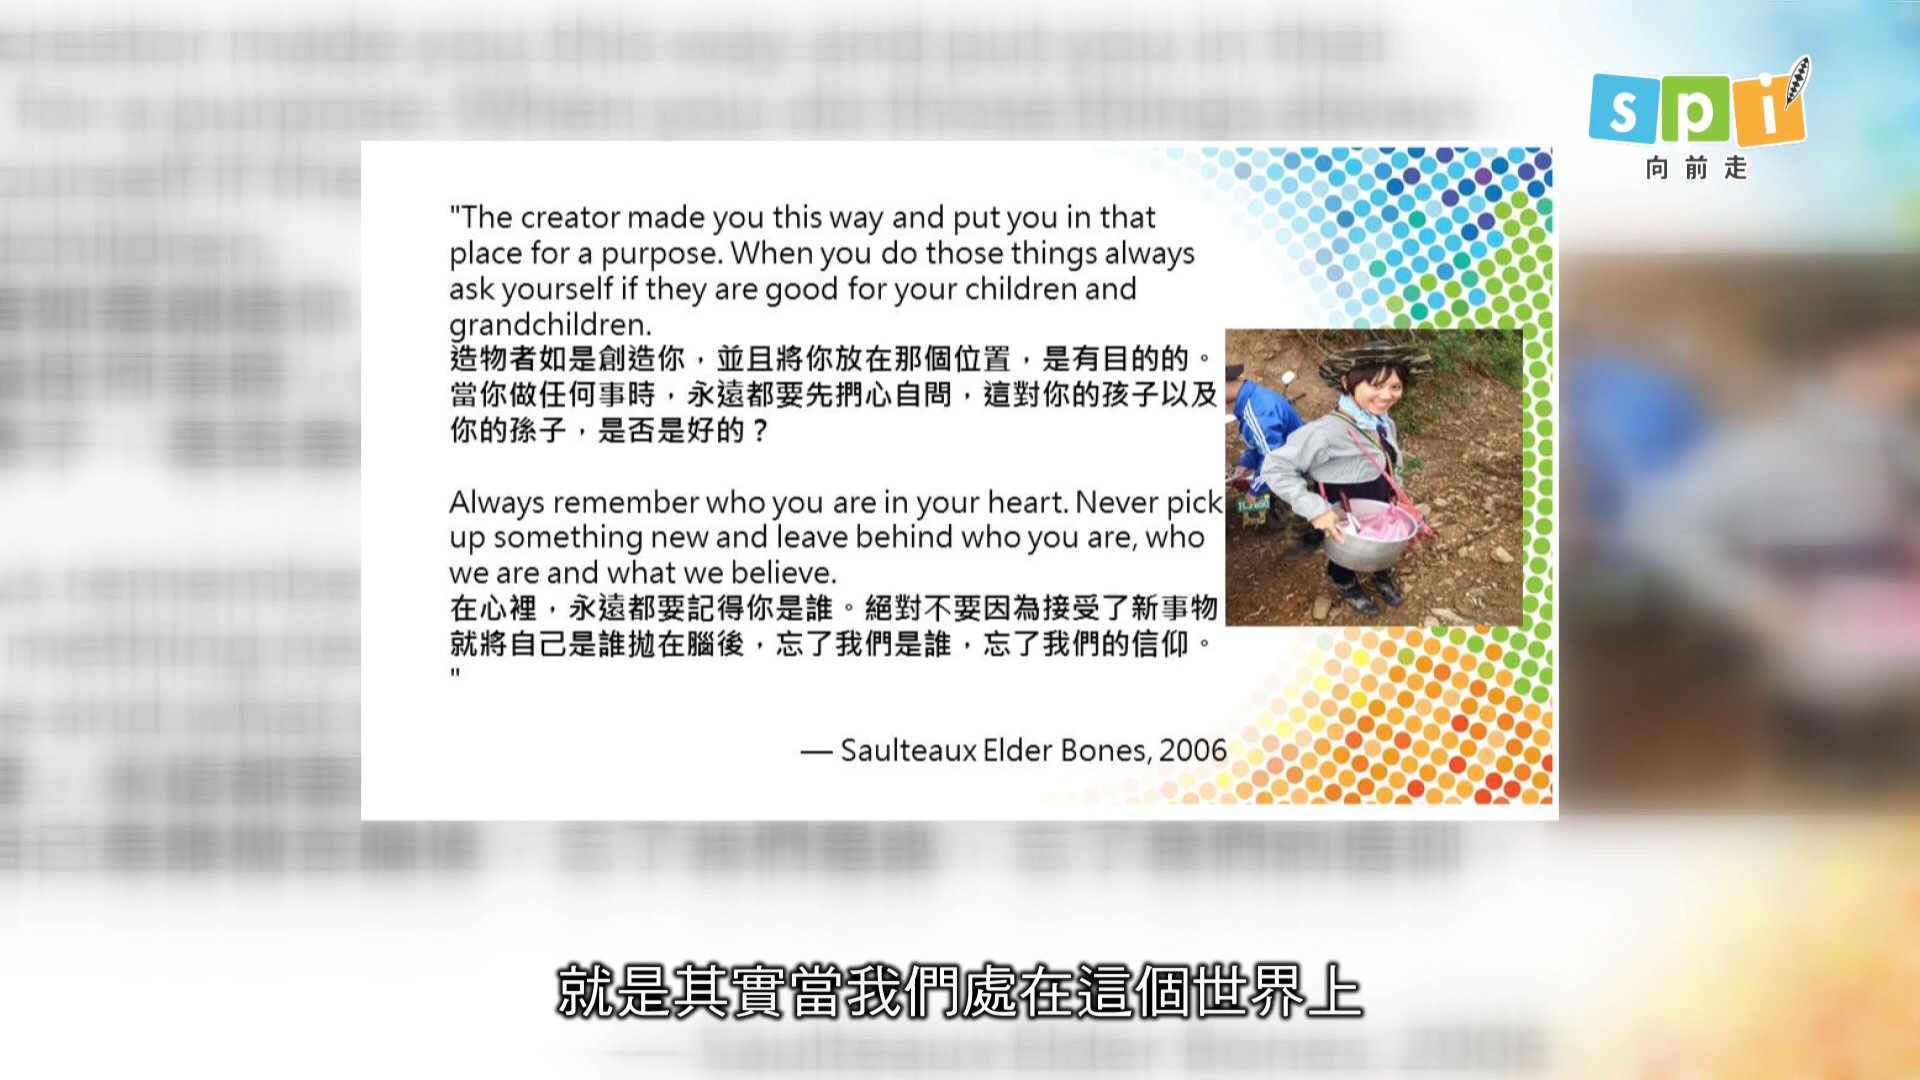 spi
向前走
"The creator made you this way and put you in that
place for a purpose. When you do those things always
ask yourself if they are good for your children and
grandchildren.
造物者如是創造你，並且將你放在那個位置，是有目的的。
當你做任何事時，永遠都要先捫心自問，這對你的孩子以及
你的孫子，是否是好的？
Always remember who you are in your heart. Never pick
up something new and leave behind who you are, who
we are and what we believe.
在心裡，永遠都要記得你是誰。絕對不要因為接受了新事物
就將自己是誰拋在腦後，忘了我們是誰，忘了我們的信仰。
"
— Saulteaux Elder Bones, 2006
就是其實當我們處在這個世界上